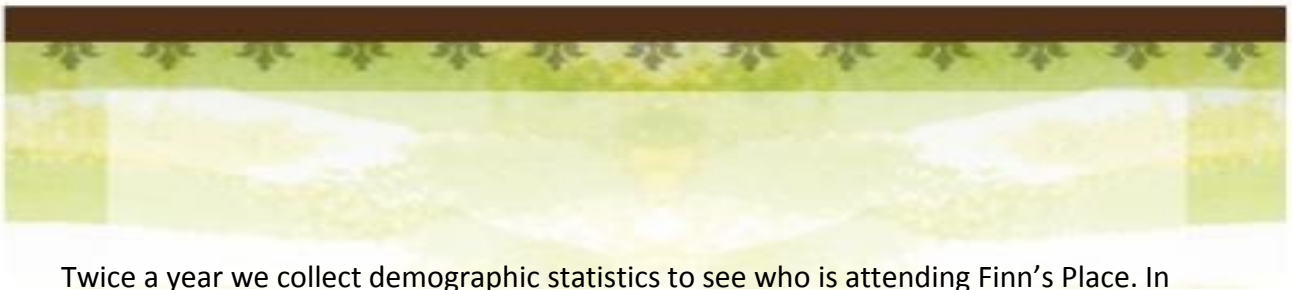 Twice a year we collect demographic statistics to see who is attending Finn’s Place. In